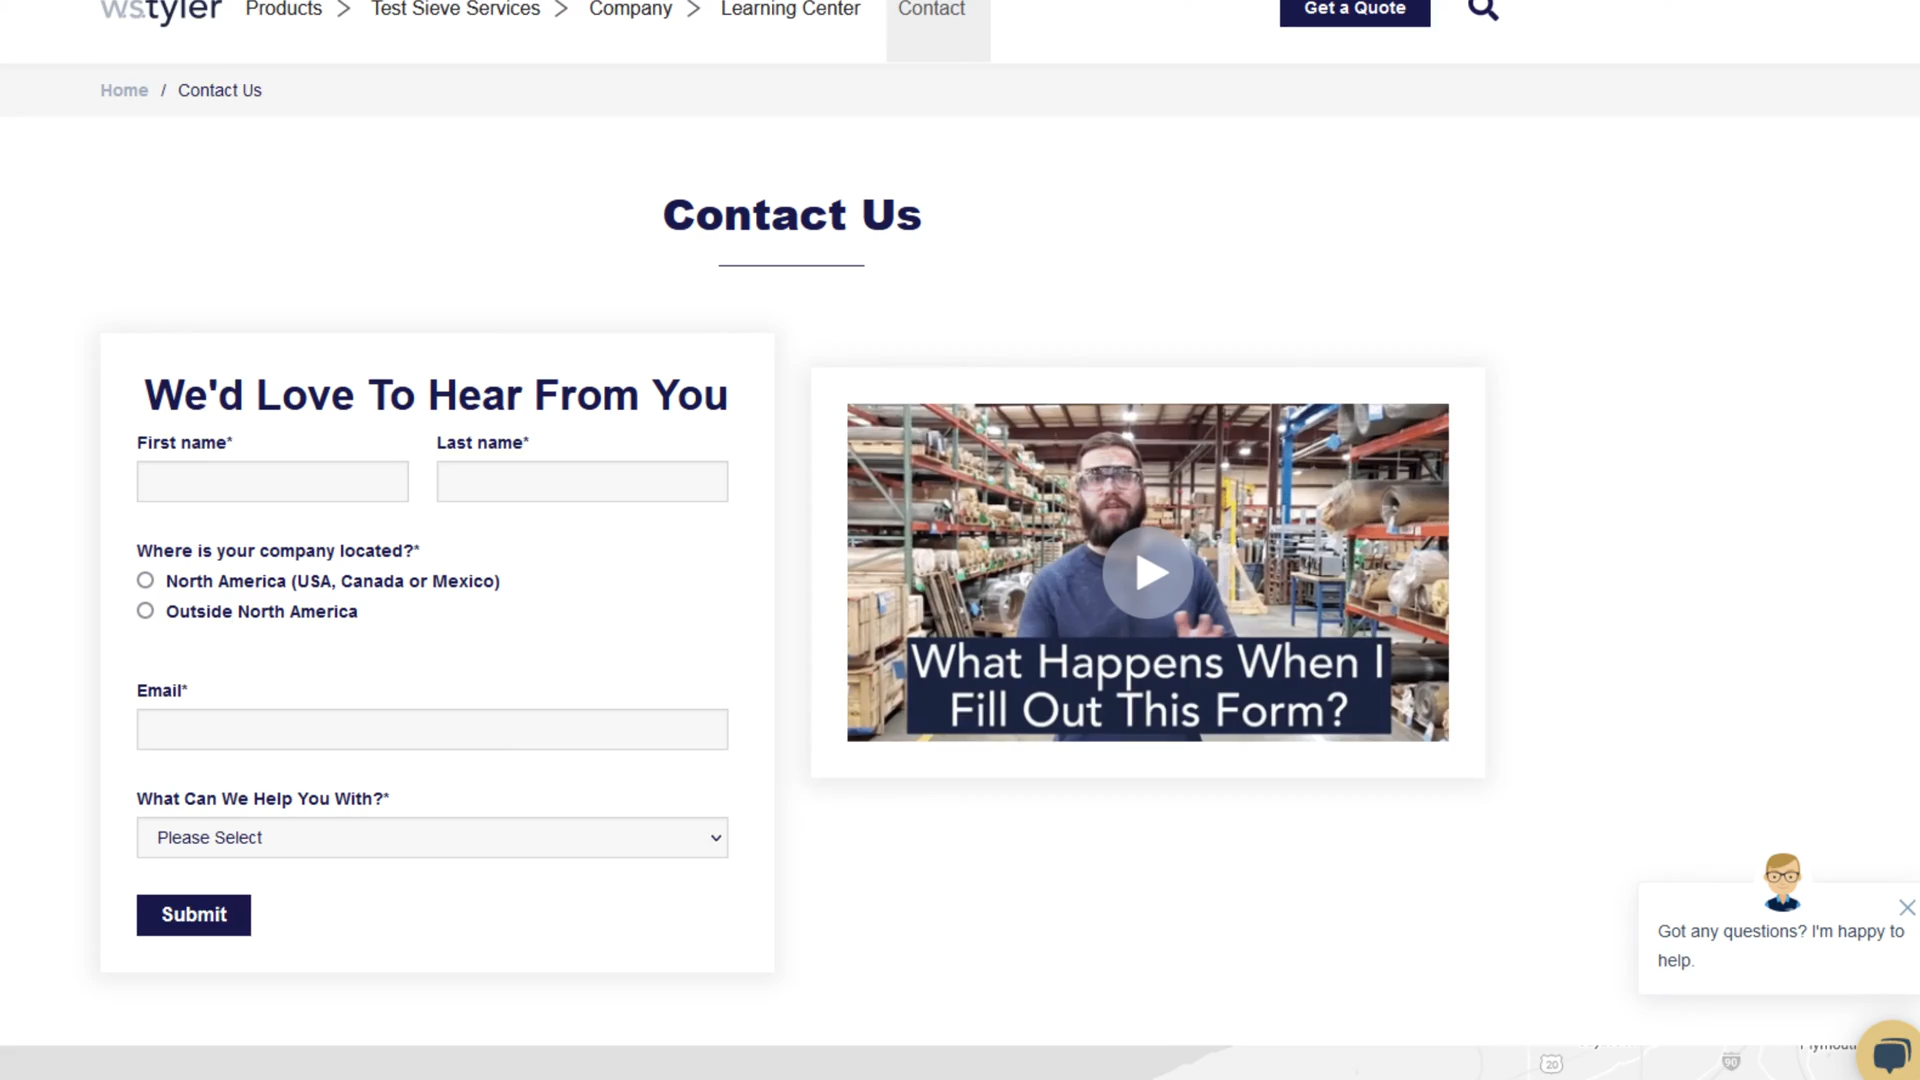 wstyler
Products
Test Sieve Services
Company
Learning Center
Contact
Get a Quote
Home / Contact Us
Contact Us
We'd Love To Hear From You
First name*
Last name*
Where is your company located?*
North America (USA, Canada or Mexico)
Outside North America
Email*
What Can We Help You With?*
Please Select
Submit
What Happens When I
Fill Out This Form?
Got any questions? I'm happy to
help.
20
90